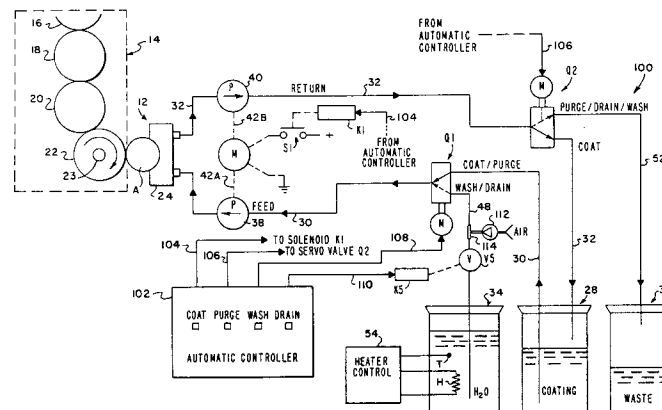 FROM
AUTOMATIC
CONTROLLER
106
M
Q2
100
PURGE/DRAIN/WASH
COAT
52
16
14
18
20
12
32
22
23
A
24
40
P
RETURN
32
42B
K1
104
S1
+
FROM
AUTOMATIC
CONTROLLER
M
42A
Q1
COAT/PURGE
WASH/DRAIN
48
112
AIR
114
FEED
P
38
30
M
108
104
TO SOLENOID K1
106
TO SERVO VALVE Q2
V
V5
30
32
102
110
K5
COAT PURGE WASH DRAIN
AUTOMATIC
CONTROLLER
54
HEATER
CONTROL
34
T
H
H2O
28
COATING
WASTE